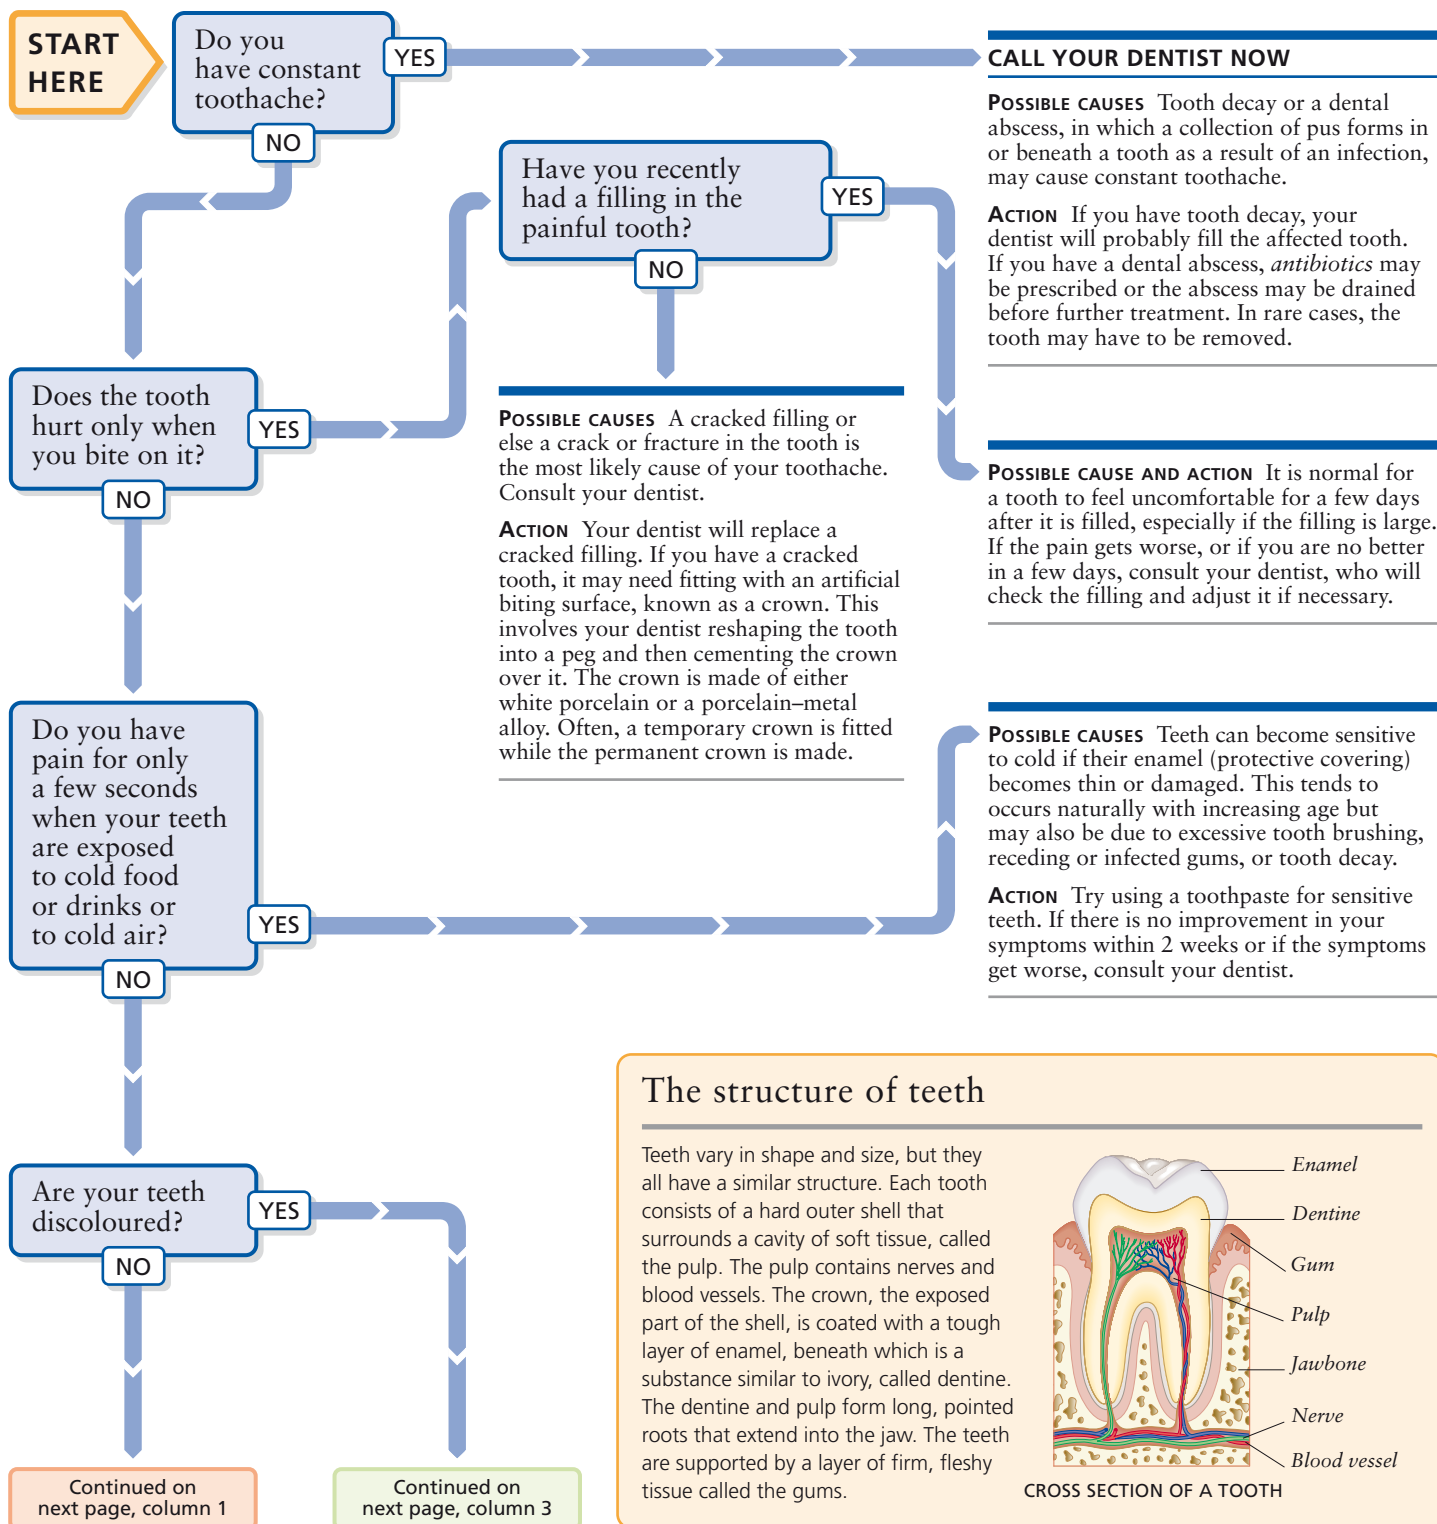 START
HERE
Do you
have constant
toothache?
YES
NO
CALL YOUR DENTIST NOW
POSSIBLE CAUSES Tooth decay or a dental
abscess, in which a collection of pus forms in
or beneath a tooth as a result of an infection,
may cause constant toothache.
ACTION If you have tooth decay, your
dentist will probably fill the affected tooth.
If you have a dental abscess, antibiotics may
be prescribed or the abscess may be drained
before further treatment. In rare cases, the
tooth may have to be removed.
Have you recently
had a filling in the
painful tooth?
YES
NO
Does the tooth
hurt only when
you bite on it?
YES
NO
POSSIBLE CAUSES A cracked filling or
else a crack or fracture in the tooth is
the most likely cause of your toothache.
Consult your dentist.
ACTION Your dentist will replace a
cracked filling. If you have a cracked
tooth, it may need fitting with an artificial
biting surface, known as a crown. This
involves your dentist reshaping the tooth
into a peg and then cementing the crown
over it. The crown is made of either
white porcelain or a porcelain–metal
alloy. Often, a temporary crown is fitted
while the permanent crown is made.
POSSIBLE CAUSE AND ACTION It is normal for
a tooth to feel uncomfortable for a few days
after it is filled, especially if the filling is large.
If the pain gets worse, or if you are no better
in a few days, consult your dentist, who will
check the filling and adjust it if necessary.
Do you have
pain for only
a few seconds
when your teeth
are exposed
to cold food
or drinks or
to cold air?
YES
NO
POSSIBLE CAUSES Teeth can become sensitive
to cold if their enamel (protective covering)
becomes thin or damaged. This tends to
occurs naturally with increasing age but
may also be due to excessive tooth brushing,
receding or infected gums, or tooth decay.
ACTION Try using a toothpaste for sensitive
teeth. If there is no improvement in your
symptoms within 2 weeks or if the symptoms
get worse, consult your dentist.
Are your teeth
discoloured?
YES
NO
Continued on
next page, column 1
Continued on
next page, column 3
The structure of teeth
Teeth vary in shape and size, but they
all have a similar structure. Each tooth
consists of a hard outer shell that
surrounds a cavity of soft tissue, called
the pulp. The pulp contains nerves and
blood vessels. The crown, the exposed
part of the shell, is coated with a tough
layer of enamel, beneath which is a
substance similar to ivory, called dentine.
The dentine and pulp form long, pointed
roots that extend into the jaw. The teeth
are supported by a layer of firm, fleshy
tissue called the gums.
Enamel
Dentine
Gum
Pulp
Jawbone
Nerve
Blood vessel
CROSS SECTION OF A TOOTH